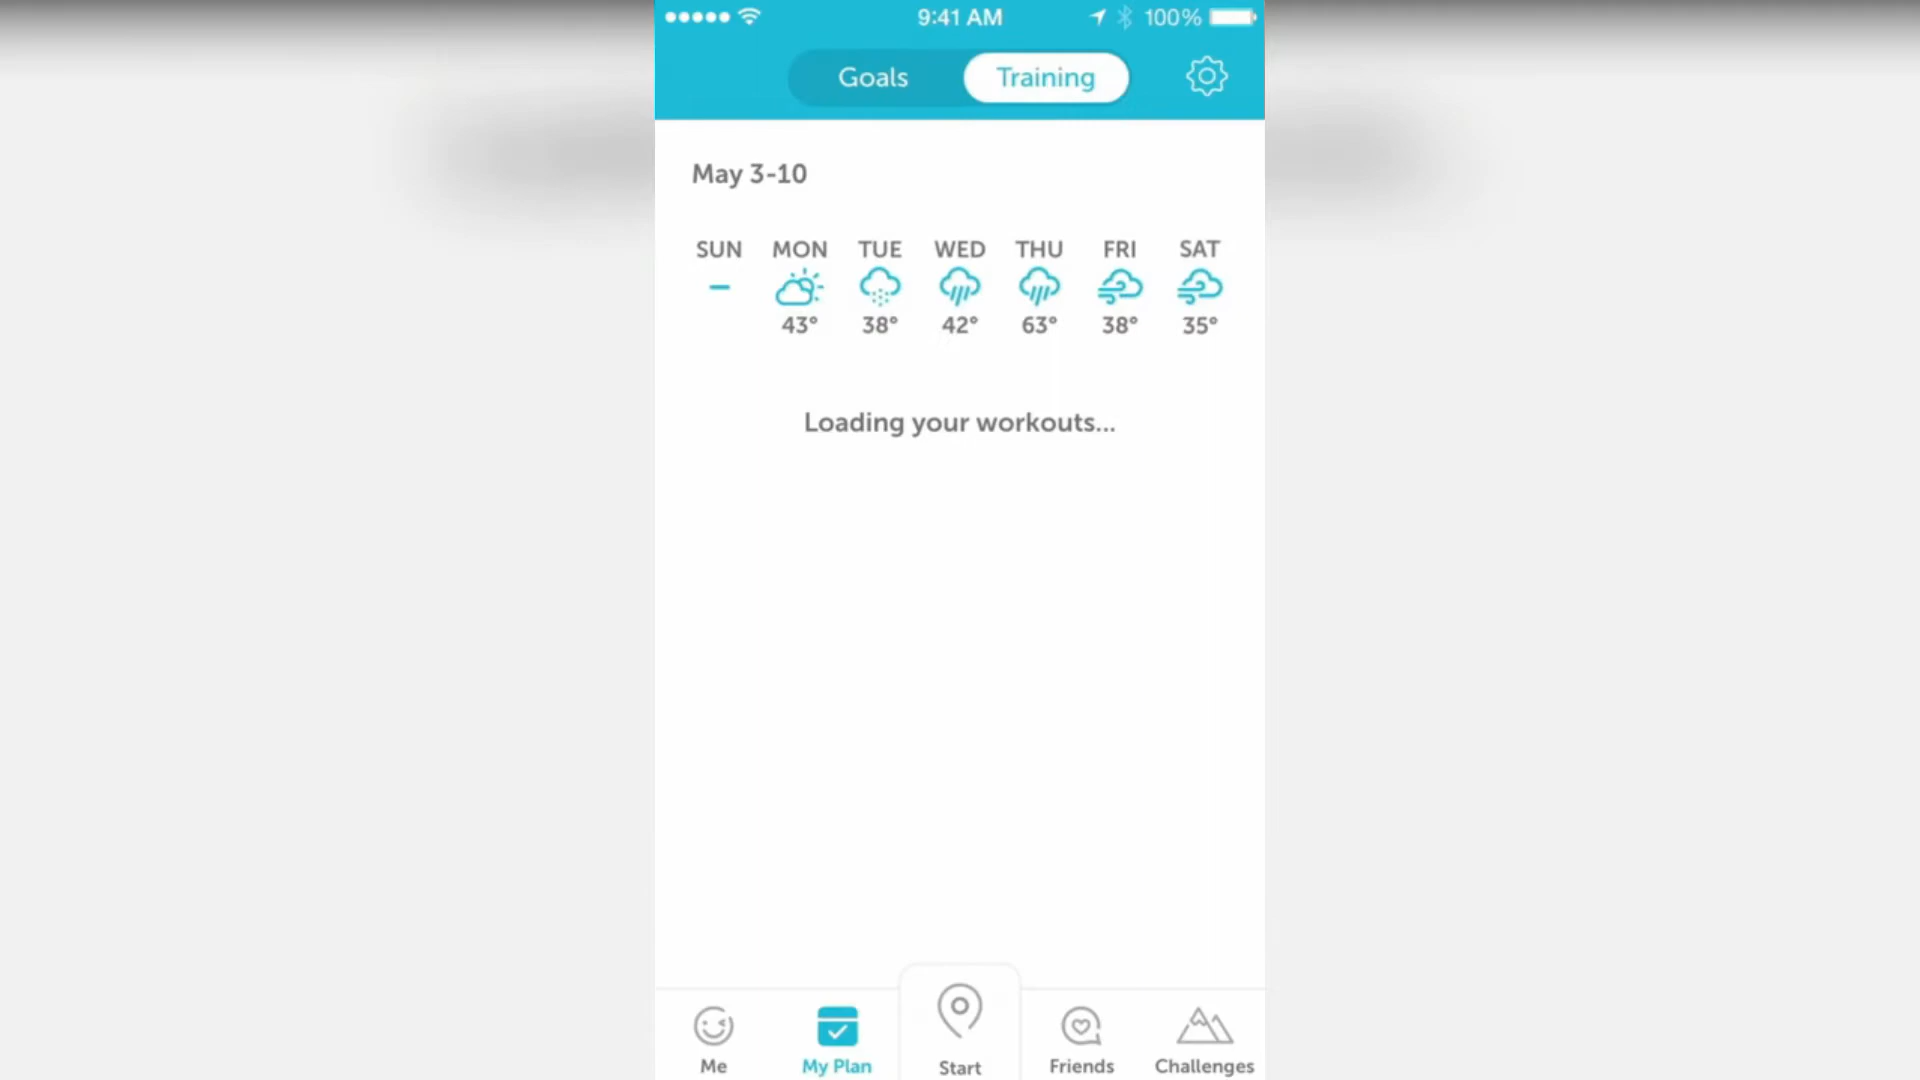 9:41 AM 100%
Goals Training
May 3-10
SUN MON TUE WED THU FRI SAT
43° 38° 42° 63° 38° 35°
Loading your workouts...
Me My Plan Start Friends Challenges